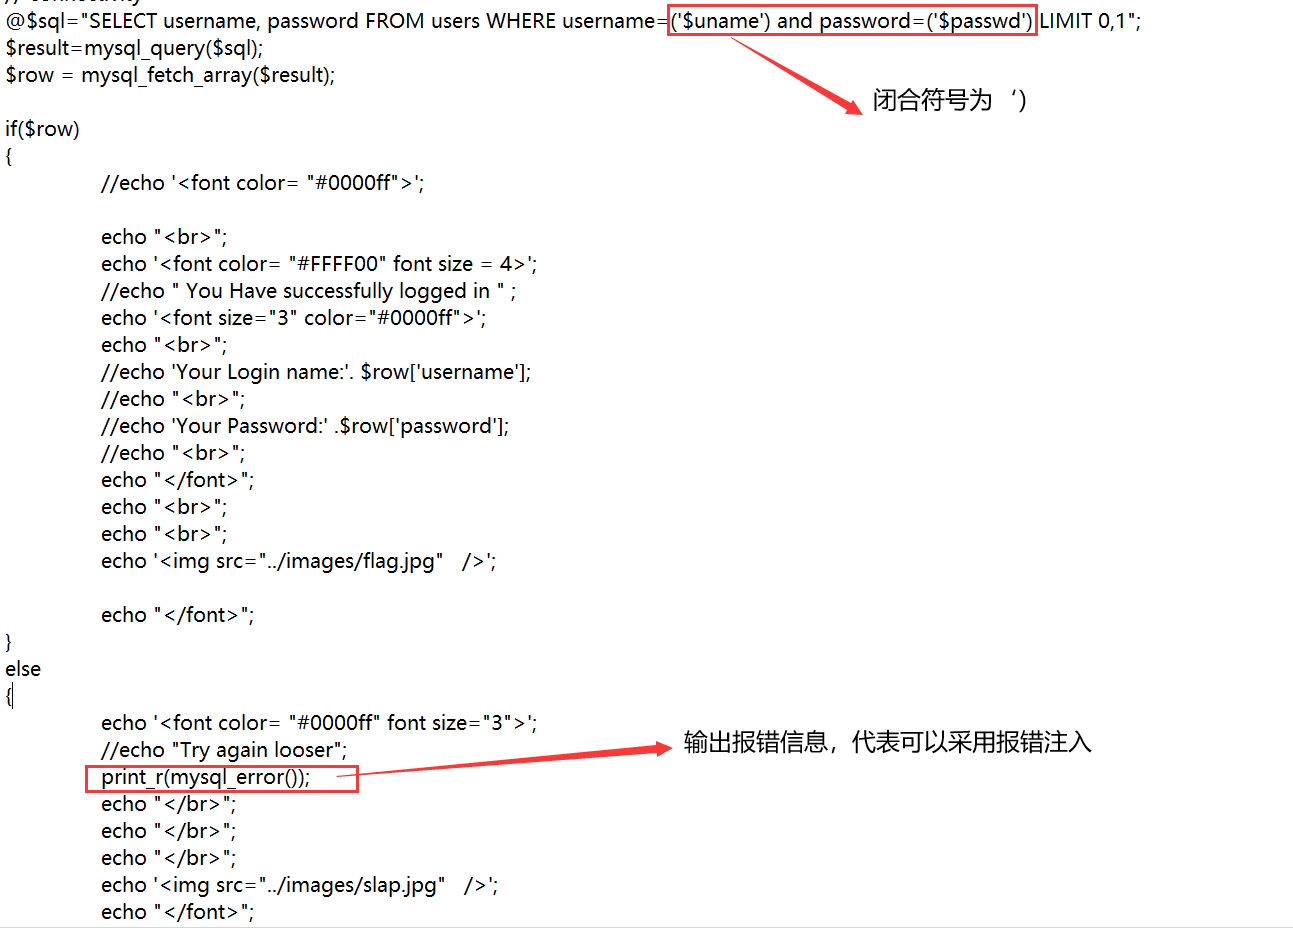 // connectivity
@$sql="SELECT username, password FROM users WHERE username=('$uname') and password=('$passwd') LIMIT 0,1";
$result=mysql_query($sql);
$row = mysql_fetch_array($result);
闭合符号为 ‘)
if($row)
{
//echo '<font color= "#0000ff">';
echo "<br>";
echo '<font color= "#FFFF00" font size = 4>';
//echo " You Have successfully logged in " ;
echo '<font size="3" color="#0000ff">';
echo "<br>";
//echo 'Your Login name:'. $row['username'];
//echo "<br>";
//echo 'Your Password:' .$row['password'];
//echo "<br>";
echo "</font>";
echo "<br>";
echo "<br>";
echo '<img src="../images/flag.jpg" />';
echo "</font>";
}
else
{
echo '<font color= "#0000ff" font size="3">';
//echo "Try again looser";
输出报错信息，代表可以采用报错注入
print_r(mysql_error());
echo "</br>";
echo "</br>";
echo "</br>";
echo '<img src="../images/slap.jpg" />';
echo "</font>";